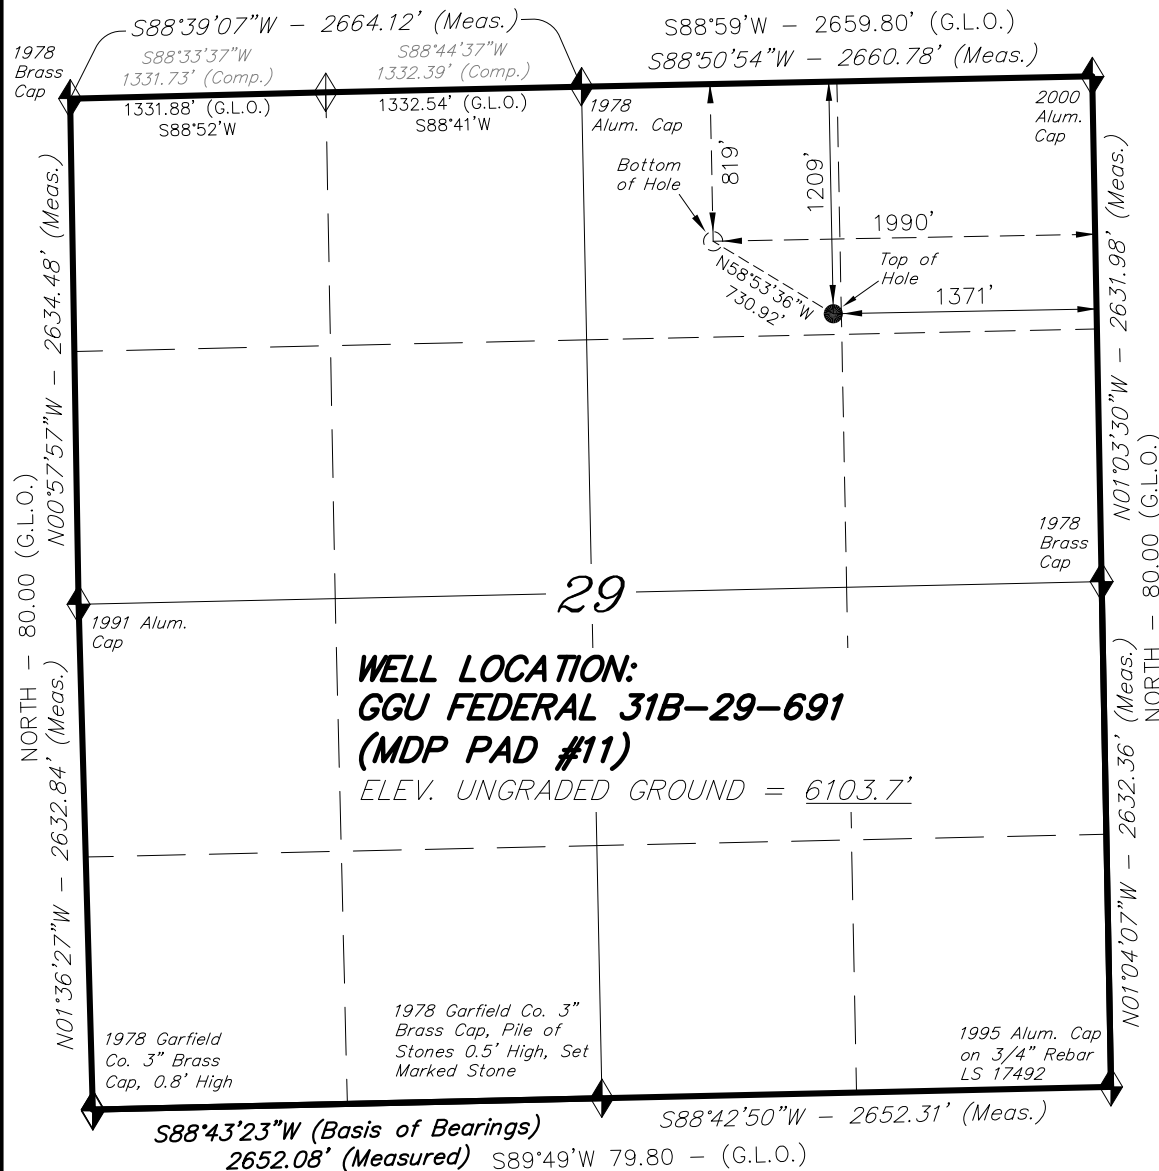 S88°39'07"W - 2664.12' (Meas.)
S88°59'W - 2659.80' (G.L.O.)
S88°50'54"W - 2660.78' (Meas.)
1978
Brass
Cap
S88°33'37"W
1331.73' (Comp.)
S88°44'37"W
1332.39' (Comp.)
1331.88' (G.L.O.)
S88°52'W
1332.54' (G.L.O.)
S88°41'W
1978
Alum. Cap
2000
Alum.
Cap
Bottom
of Hole
819'
1209'
1990'
Top of
Hole
N58°53'36"W
730.92'
1371'
N00°57'57"W - 2634.48' (Meas.)
N01°03'30"W - 2631.98' (Meas.)
NORTH - 80.00 (G.L.O.)
NORTH - 80.00 (G.L.O.)
1978
Brass
Cap
29
1991 Alum.
Cap
WELL LOCATION:
GGU FEDERAL 31B-29-691
(MDP PAD #11)
ELEV. UNGRADED GROUND = 6103.7'
N01°36'27"W - 2632.84' (Meas.)
N01°04'07"W - 2632.36' (Meas.)
1978 Garfield
Co. 3" Brass
Cap, 0.8' High
1978 Garfield Co. 3"
Brass Cap, Pile of
Stones 0.5' High, Set
Marked Stone
1995 Alum. Cap
on 3/4" Rebar
LS 17492
S88°43'23"W (Basis of Bearings)
2652.08' (Measured)
S88°42'50"W - 2652.31' (Meas.)
S89°49'W 79.80 - (G.L.O.)